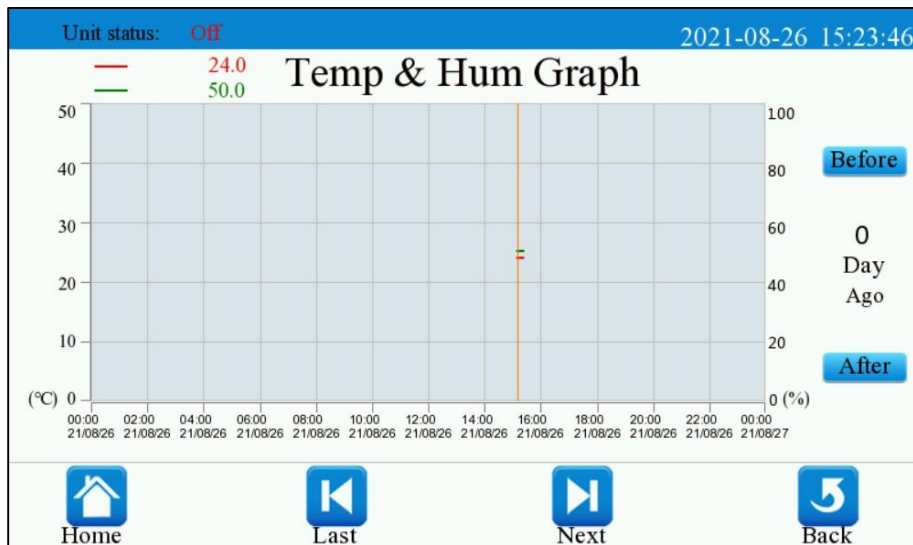 Unit status: Off 2021-08-26 15:23:46
24.0
50.0
Temp & Hum Graph
50 100
40 80
30 60
20 40
10 20
(℃) 0 0 (%)
Before
0
Day
Ago
After
00:00 02:00 04:00 06:00 08:00 10:00 12:00 14:00 16:00 18:00 20:00 22:00 00:00
21/08/26 21/08/26 21/08/26 21/08/26 21/08/26 21/08/26 21/08/26 21/08/26 21/08/26 21/08/26 21/08/26 21/08/26 21/08/27
Home Last Next Back